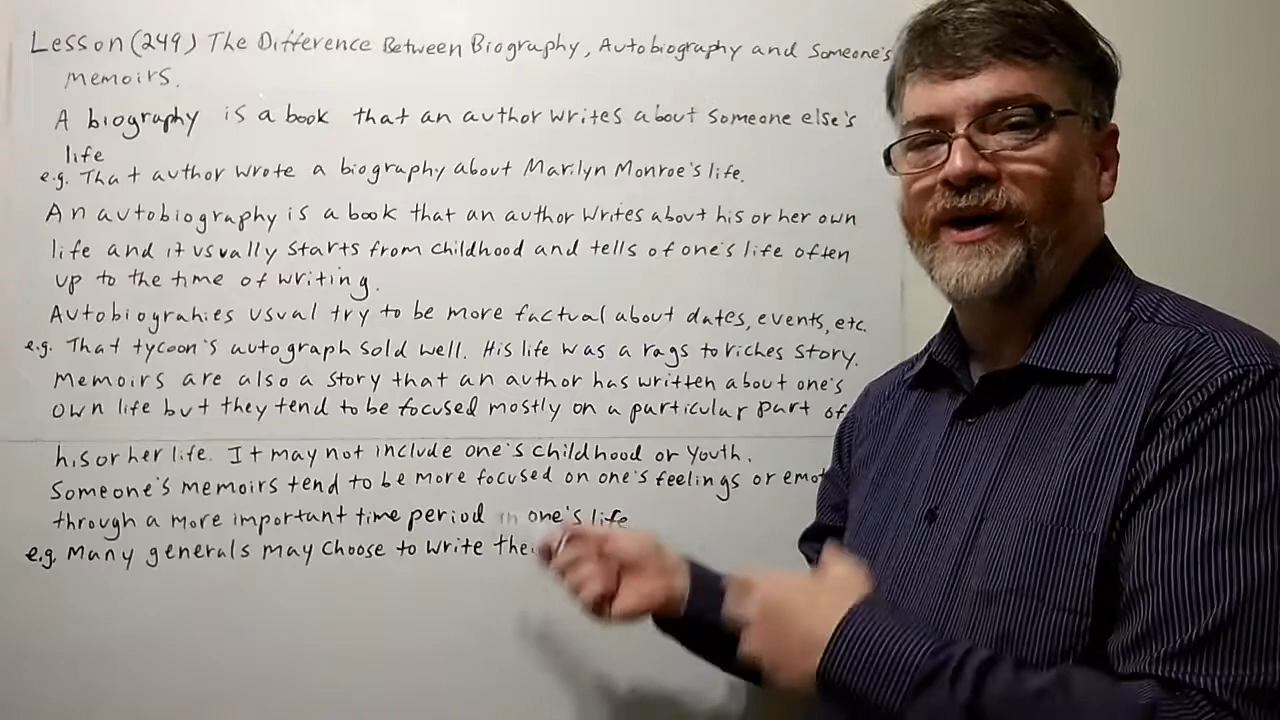 Lesson (249) The Difference Between Biography, Autobiography and Someone's
memoirs.
A biography is a book that an author writes about someone else's
life
e.g. That author wrote a biography about Marilyn Monroe's life.
An autobiography is a book that an author writes about his or her own
life and it usually starts from childhood and tells of one's life often
up to the time of writing.
Autobiograhies usual try to be more factual about dates, events, etc.
e.g. That tycoon's autograph sold well. His life was a rags to riches story.
Memoirs are also a story that an author has written about one's
own life but they tend to be focused mostly on a particular part of
his or her life. It may not include one's childhood or youth.
Someone's memoirs tend to be more focused on one's feelings or emot
through a more important time period in one's life
e.g. Many generals may choose to write